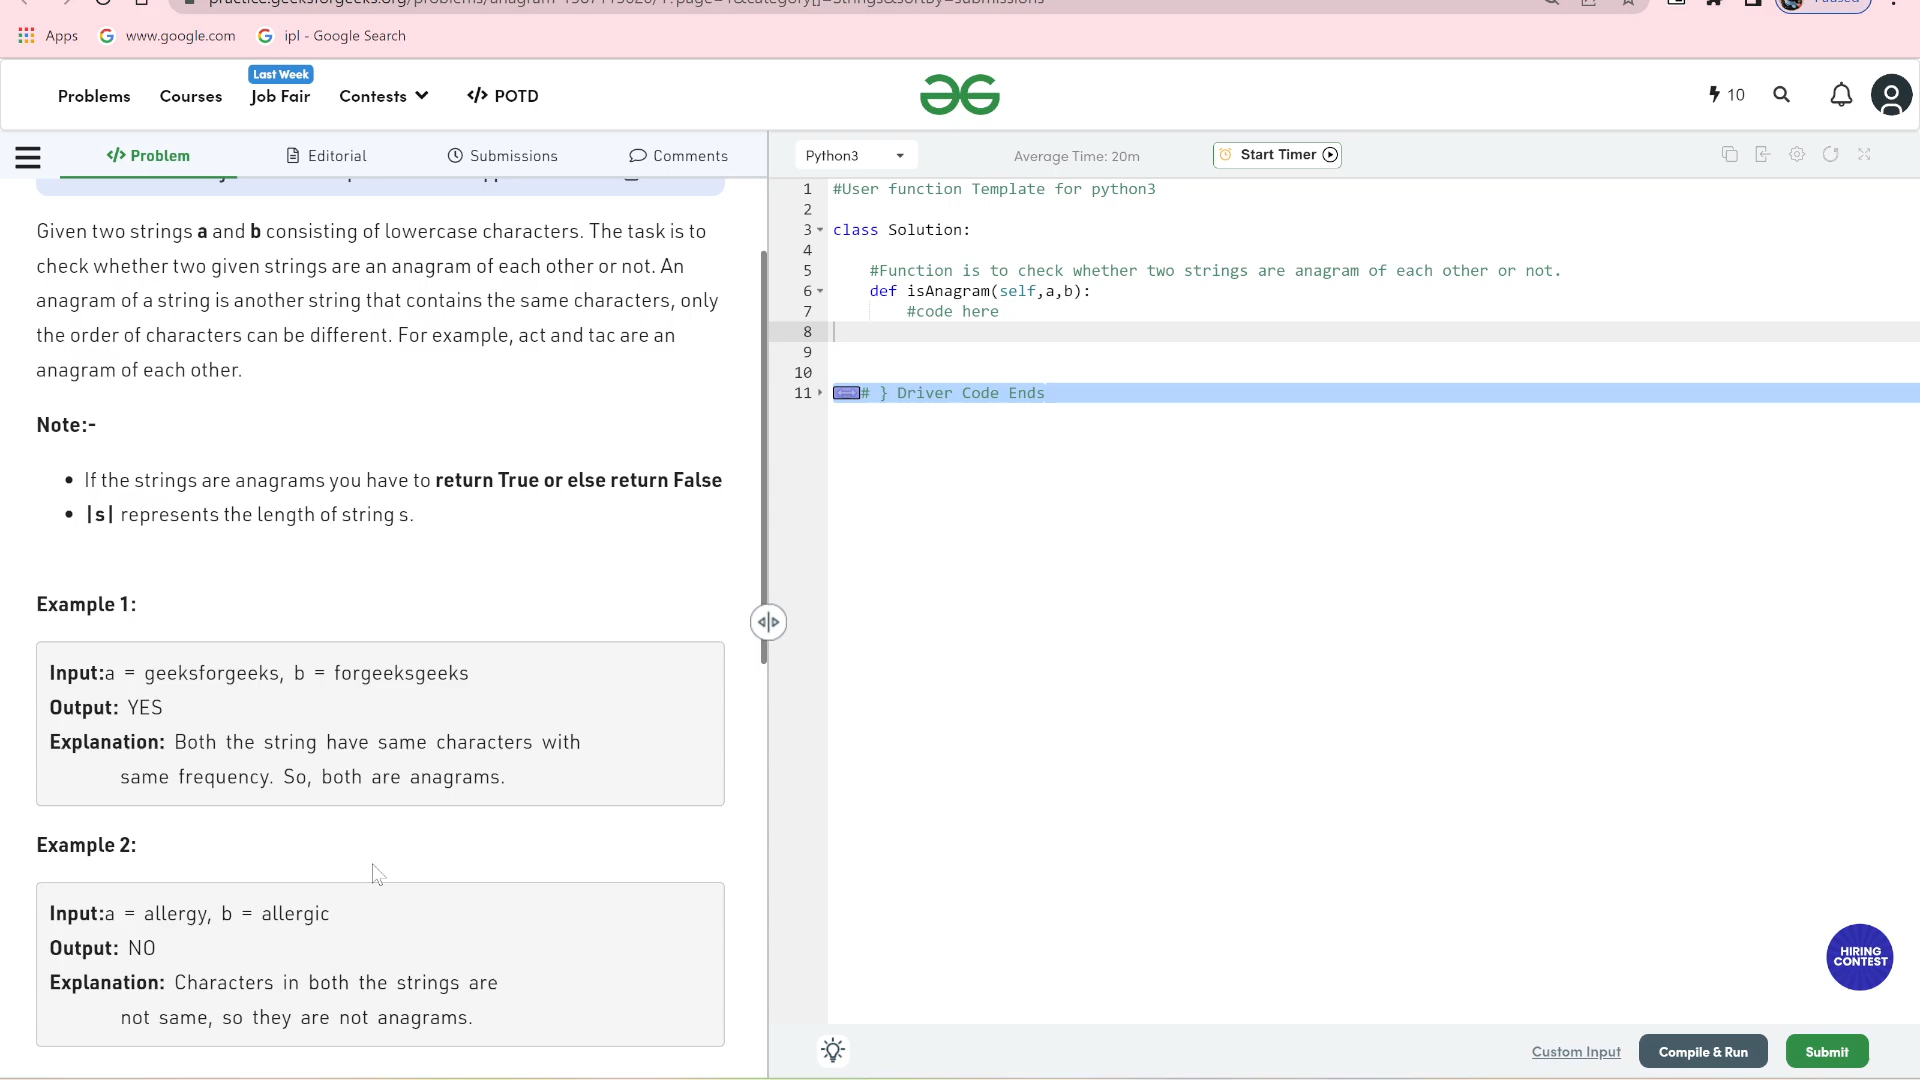 Apps
www.google.com
ipl - Google Search
Last Week
Problems
Courses
Job Fair
Contests
</> POTD
10
</> Problem
Editorial
Submissions
Comments
Python3
Average Time: 20m
Start Timer
Given two strings a and b consisting of lowercase characters. The task is to
check whether two given strings are an anagram of each other or not. An
anagram of a string is another string that contains the same characters, only
the order of characters can be different. For example, act and tac are an
anagram of each other.
Note:-
• If the strings are anagrams you have to return True or else return False
• |s| represents the length of string s.
Example 1:
Input:a = geeksforgeeks, b = forgeeksgeeks
Output: YES
Explanation: Both the string have same characters with
same frequency. So, both are anagrams.
Example 2:
Input:a = allergy, b = allergic
Output: NO
Explanation: Characters in both the strings are
not same, so they are not anagrams.
1 #User function Template for python3
2
3 class Solution:
4
5 #Function is to check whether two strings are anagram of each other or not.
6 def isAnagram(self,a,b):
7 #code here
8
9
10
11 # } Driver Code Ends
HIRING
CONTEST
Custom Input
Compile & Run
Submit